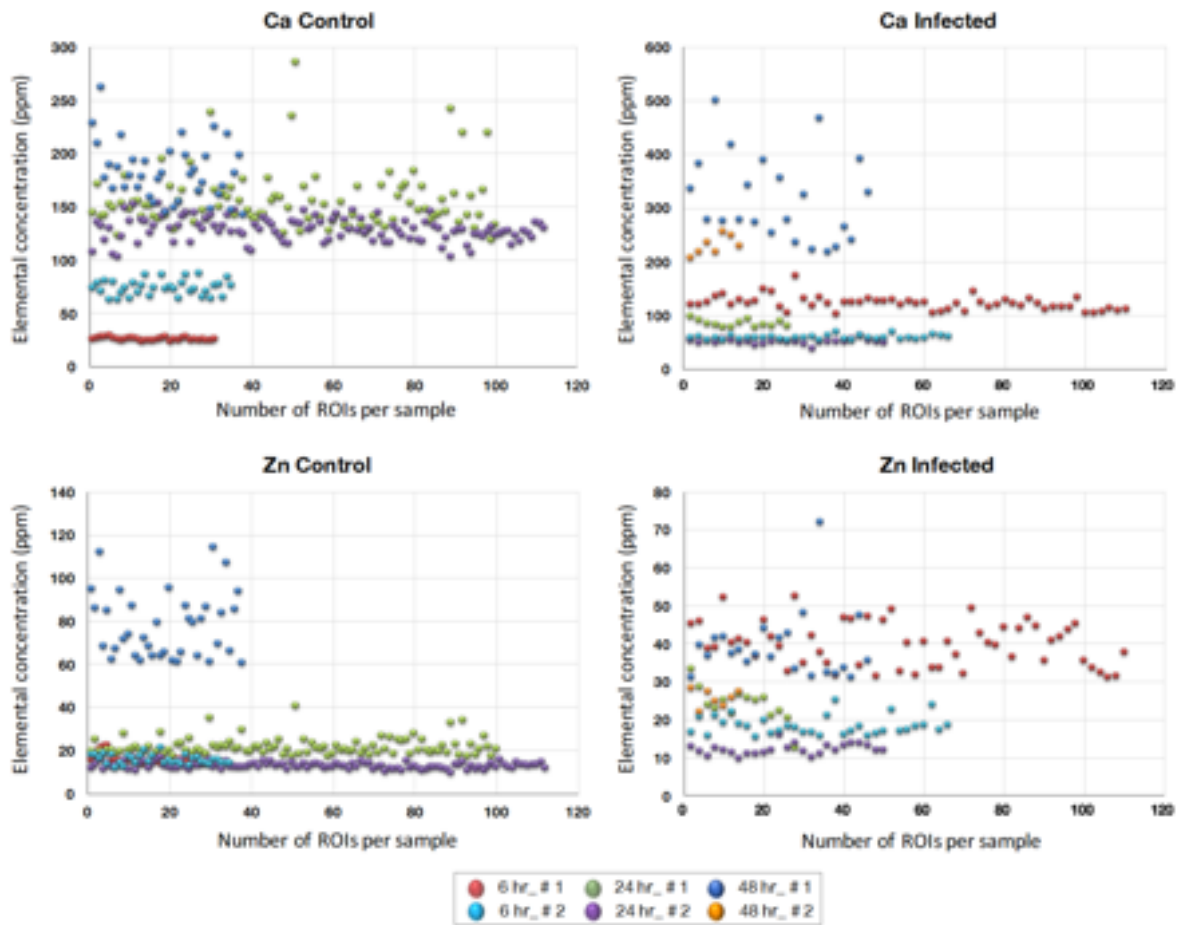 Ca Control
Elemental concentration (ppm)
300
250
200
150
100
50
0
0 20 40 60 80 100 120
Number of ROIs per sample
Ca Infected
Elemental concentration (ppm)
600
500
400
300
200
100
0
0 20 40 60 80 100 120
Number of ROIs per sample
Zn Control
Elemental concentration (ppm)
140
120
100
80
60
40
20
0
0 20 40 60 80 100 120
Number of ROIs per sample
Zn Infected
Elemental concentration (ppm)
80
70
60
50
40
30
20
10
0
0 20 40 60 80 100 120
Number of ROIs per sample
6 hr_ # 1 24 hr_ # 1 48 hr_ # 1
6 hr_ # 2 24 hr_ # 2 48 hr_ # 2